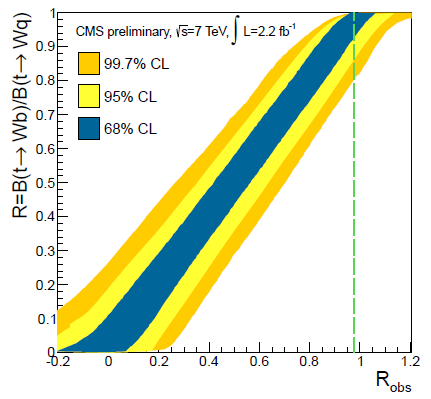 CMS preliminary, √s=7 TeV, ∫ L=2.2 fb⁻¹
99.7% CL
95% CL
68% CL
R=B(t→ Wb)/B(t→ Wq)
1
0.9
0.8
0.7
0.6
0.5
0.4
0.3
0.2
0.1
0
-0.2 0 0.2 0.4 0.6 0.8 1 1.2
R_obs